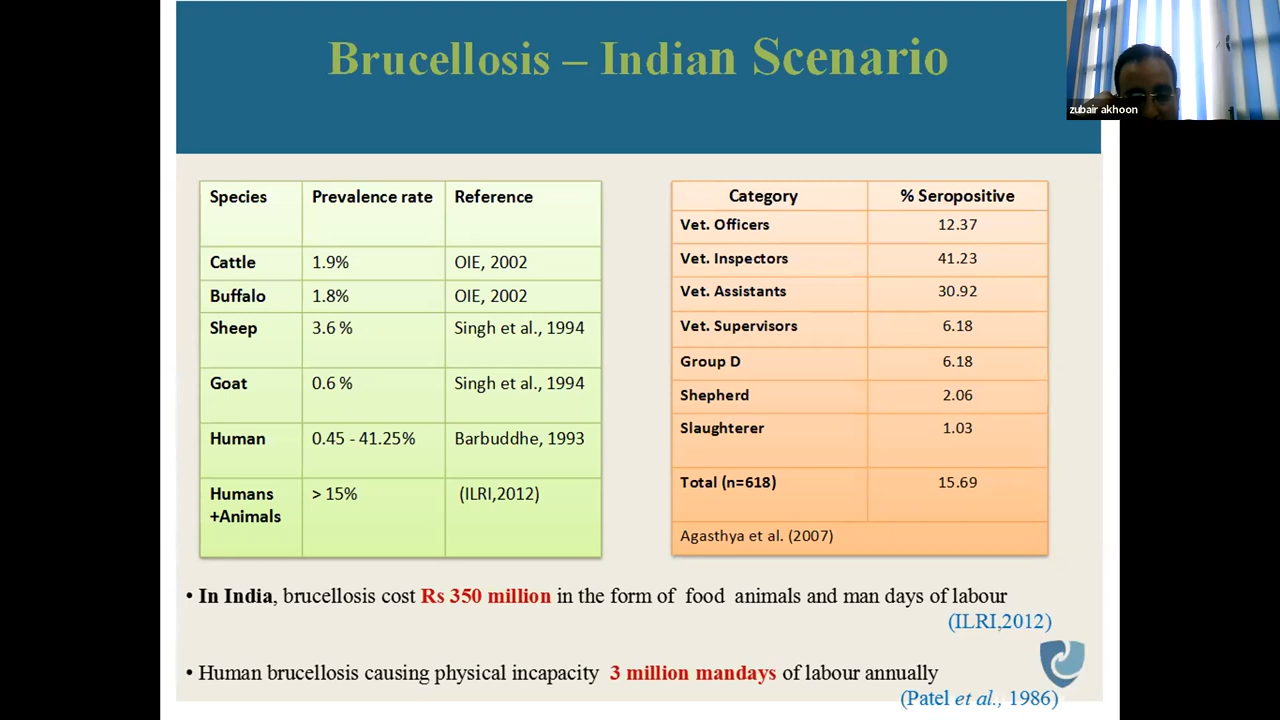 Brucellosis – Indian Scenario
zubair akhoon
Species Prevalence rate Reference
Cattle 1.9% OIE, 2002
Buffalo 1.8% OIE, 2002
Sheep 3.6 % Singh et al., 1994
Goat 0.6 % Singh et al., 1994
Human 0.45 - 41.25% Barbuddhe, 1993
Humans > 15% (ILRI,2012)
+Animals
Category % Seropositive
Vet. Officers 12.37
Vet. Inspectors 41.23
Vet. Assistants 30.92
Vet. Supervisors 6.18
Group D 6.18
Shepherd 2.06
Slaughterer 1.03
Total (n=618) 15.69
Agasthya et al. (2007)
• In India, brucellosis cost Rs 350 million in the form of food animals and man days of labour
(ILRI,2012)
• Human brucellosis causing physical incapacity 3 million mandays of labour annually
(Patel et al., 1986)